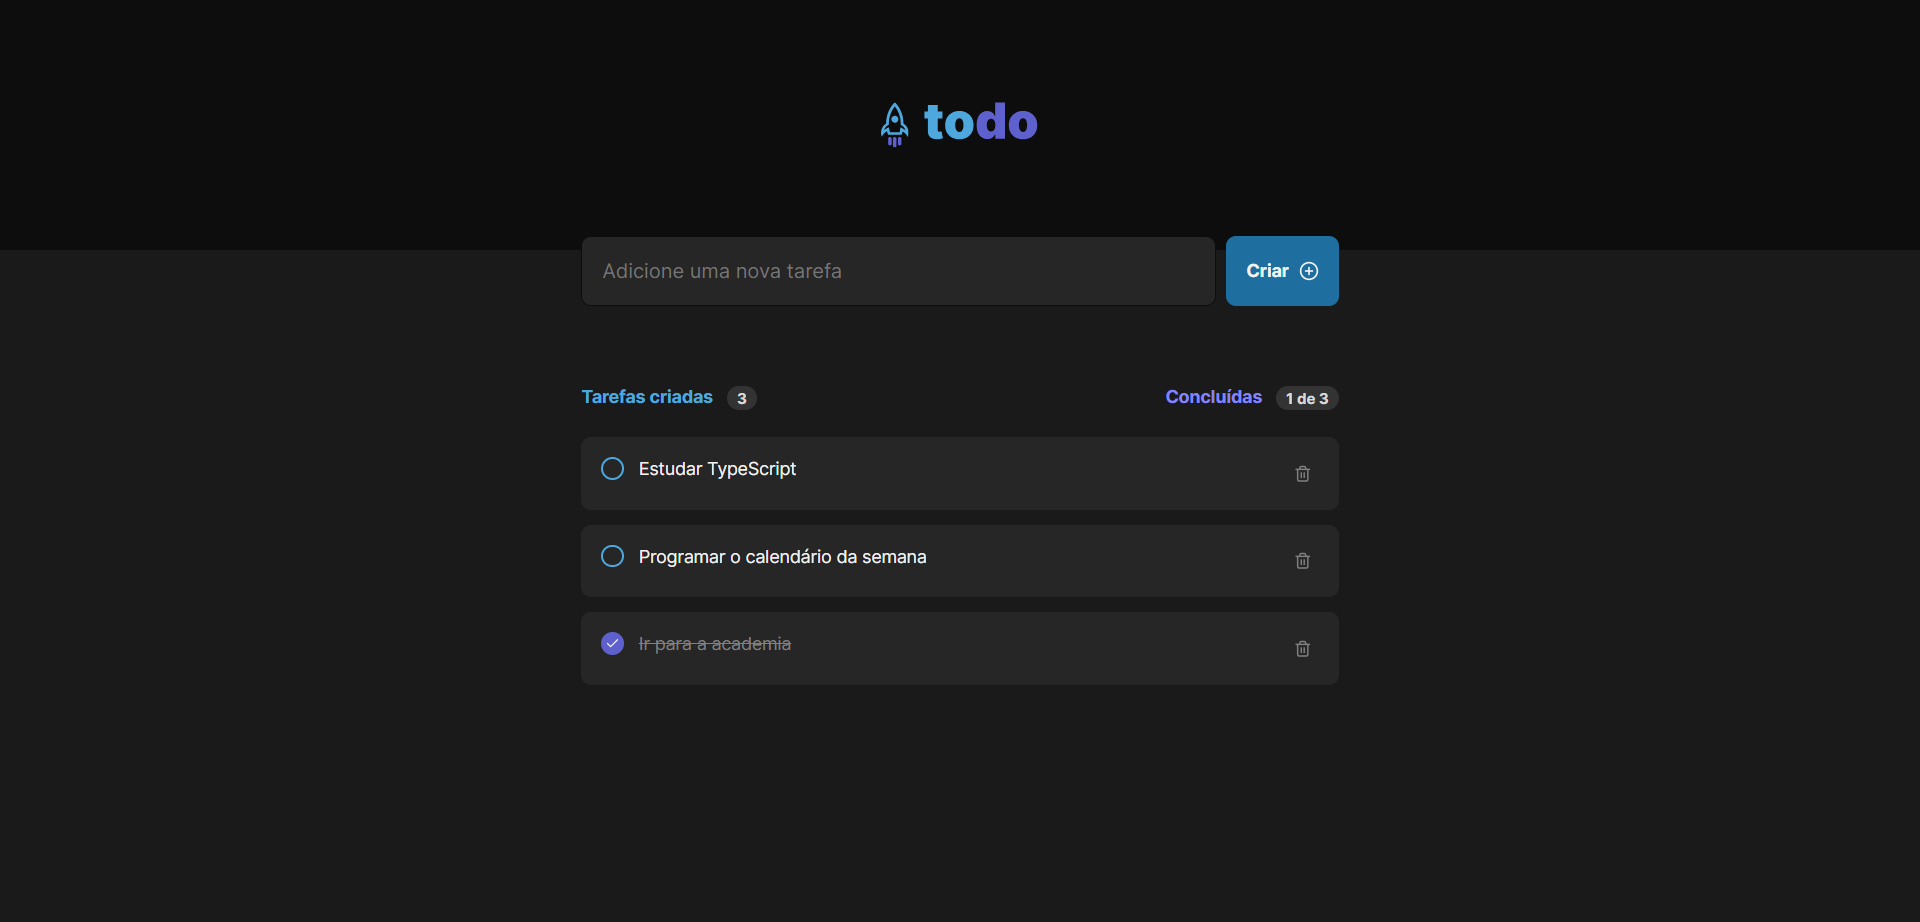 todo
Adicione uma nova tarefa
Criar
Tarefas criadas 3
Concluídas 1 de 3
Estudar TypeScript
Programar o calendário da semana
Ir para a academia